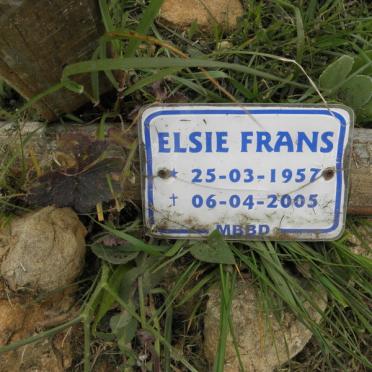 ELSIE FRANS
* 25-03-1957
† 06-04-2005
MBBD